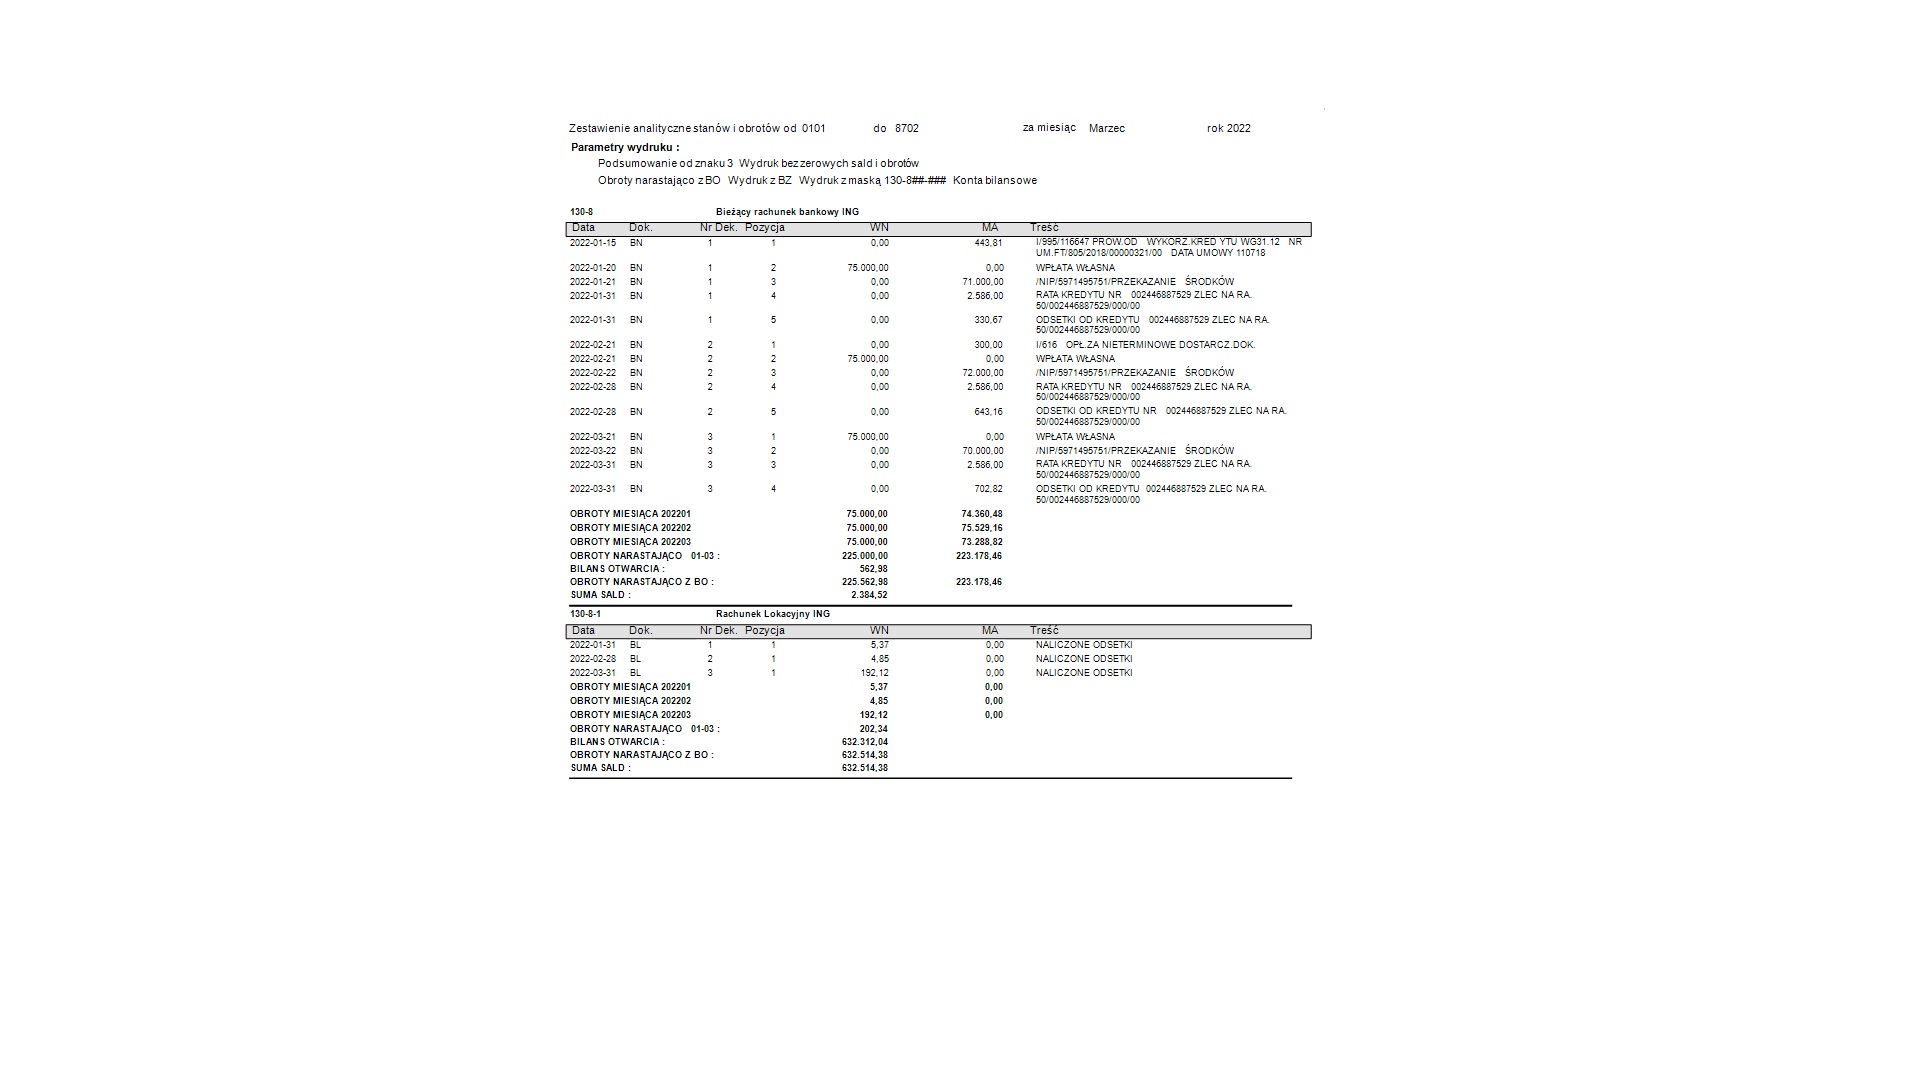 Zestawienie analityczne stanów i obrotów od 0101 do 8702 za miesiąc Marzec rok 2022
Parametry wydruku :
Podsumowanie od znaku 3 Wydruk bez zerowych sald i obrotów
Obroty narastająco z BO Wydruk z BZ Wydruk z maską 130-8##-### Konta bilansowe
130-8 Bieżący rachunek bankowy ING
Data Dok. Nr Dek. Pozycja WN MA Treść
2022-01-15 BN 1 1 0,00 443,81 I/995/116647 PROW.OD WYKORZ.KRED YTU WG31.12 NR
UM.FT/805/2018/00000321/00 DATA UMOWY 110718
2022-01-20 BN 1 2 75.000,00 0,00 WPŁATA WŁASNA
2022-01-21 BN 1 3 0,00 71.000,00 /NIP/5971495751/PRZEKAZANIE ŚRODKÓW
2022-01-31 BN 1 4 0,00 2.586,00 RATA KREDYTU NR 002446887529 ZLEC NA RA.
50/002446887529/000/00
2022-01-31 BN 1 5 0,00 330,67 ODSETKI OD KREDYTU 002446887529 ZLEC NA RA.
50/002446887529/000/00
2022-02-21 BN 2 1 0,00 300,00 I/616 OPŁ.ZA NIETERMINOWE DOSTARCZ.DOK.
2022-02-21 BN 2 2 75.000,00 0,00 WPŁATA WŁASNA
2022-02-22 BN 2 3 0,00 72.000,00 /NIP/5971495751/PRZEKAZANIE ŚRODKÓW
2022-02-28 BN 2 4 0,00 2.586,00 RATA KREDYTU NR 002446887529 ZLEC NA RA.
50/002446887529/000/00
2022-02-28 BN 2 5 0,00 643,16 ODSETKI OD KREDYTU NR 002446887529 ZLEC NA RA.
50/002446887529/000/00
2022-03-21 BN 3 1 75.000,00 0,00 WPŁATA WŁASNA
2022-03-22 BN 3 2 0,00 70.000,00 /NIP/5971495751/PRZEKAZANIE ŚRODKÓW
2022-03-31 BN 3 3 0,00 2.586,00 RATA KREDYTU NR 002446887529 ZLEC NA RA.
50/002446887529/000/00
2022-03-31 BN 3 4 0,00 702,82 ODSETKI OD KREDYTU 002446887529 ZLEC NA RA.
50/002446887529/000/00
OBROTY MIESIĄCA 202201 75.000,00 74.360,48
OBROTY MIESIĄCA 202202 75.000,00 75.529,16
OBROTY MIESIĄCA 202203 75.000,00 73.288,82
OBROTY NARASTAJĄCO 01-03 : 225.000,00 223.178,46
BILANS OTWARCIA : 562,98
OBROTY NARASTAJĄCO Z BO : 225.562,98 223.178,46
SUMA SALD : 2.384,52
130-8-1 Rachunek Lokacyjny ING
Data Dok. Nr Dek. Pozycja WN MA Treść
2022-01-31 BL 1 1 5,37 0,00 NALICZONE ODSETKI
2022-02-28 BL 2 1 4,85 0,00 NALICZONE ODSETKI
2022-03-31 BL 3 1 192,12 0,00 NALICZONE ODSETKI
OBROTY MIESIĄCA 202201 5,37 0,00
OBROTY MIESIĄCA 202202 4,85 0,00
OBROTY MIESIĄCA 202203 192,12 0,00
OBROTY NARASTAJĄCO 01-03 : 202,34
BILANS OTWARCIA : 632.312,04
OBROTY NARASTAJĄCO Z BO : 632.514,38
SUMA SALD : 632.514,38